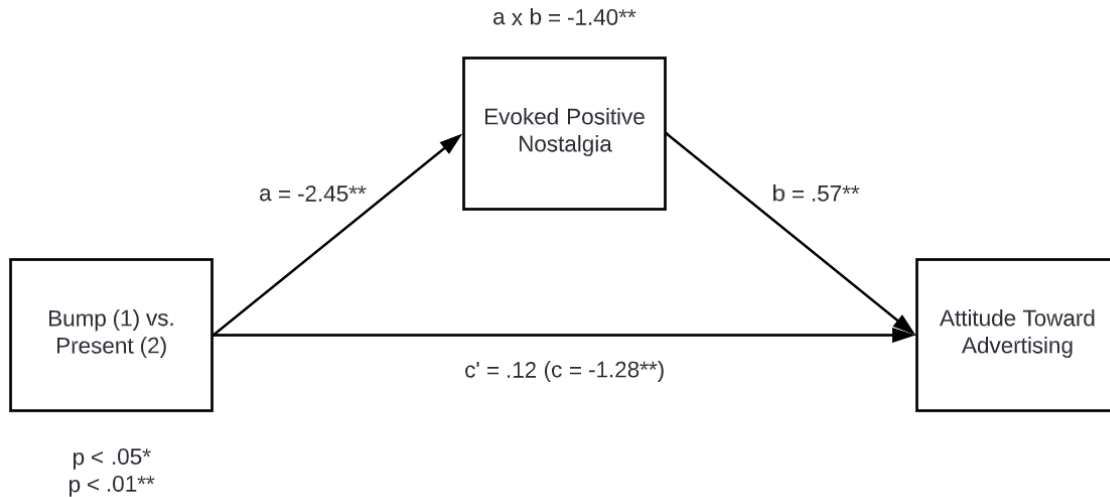 a x b = -1.40**
Evoked Positive
Nostalgia
a = -2.45**
b = .57**
Bump (1) vs.
Present (2)
Attitude Toward
Advertising
c' = .12 (c = -1.28**)
p < .05*
p < .01**